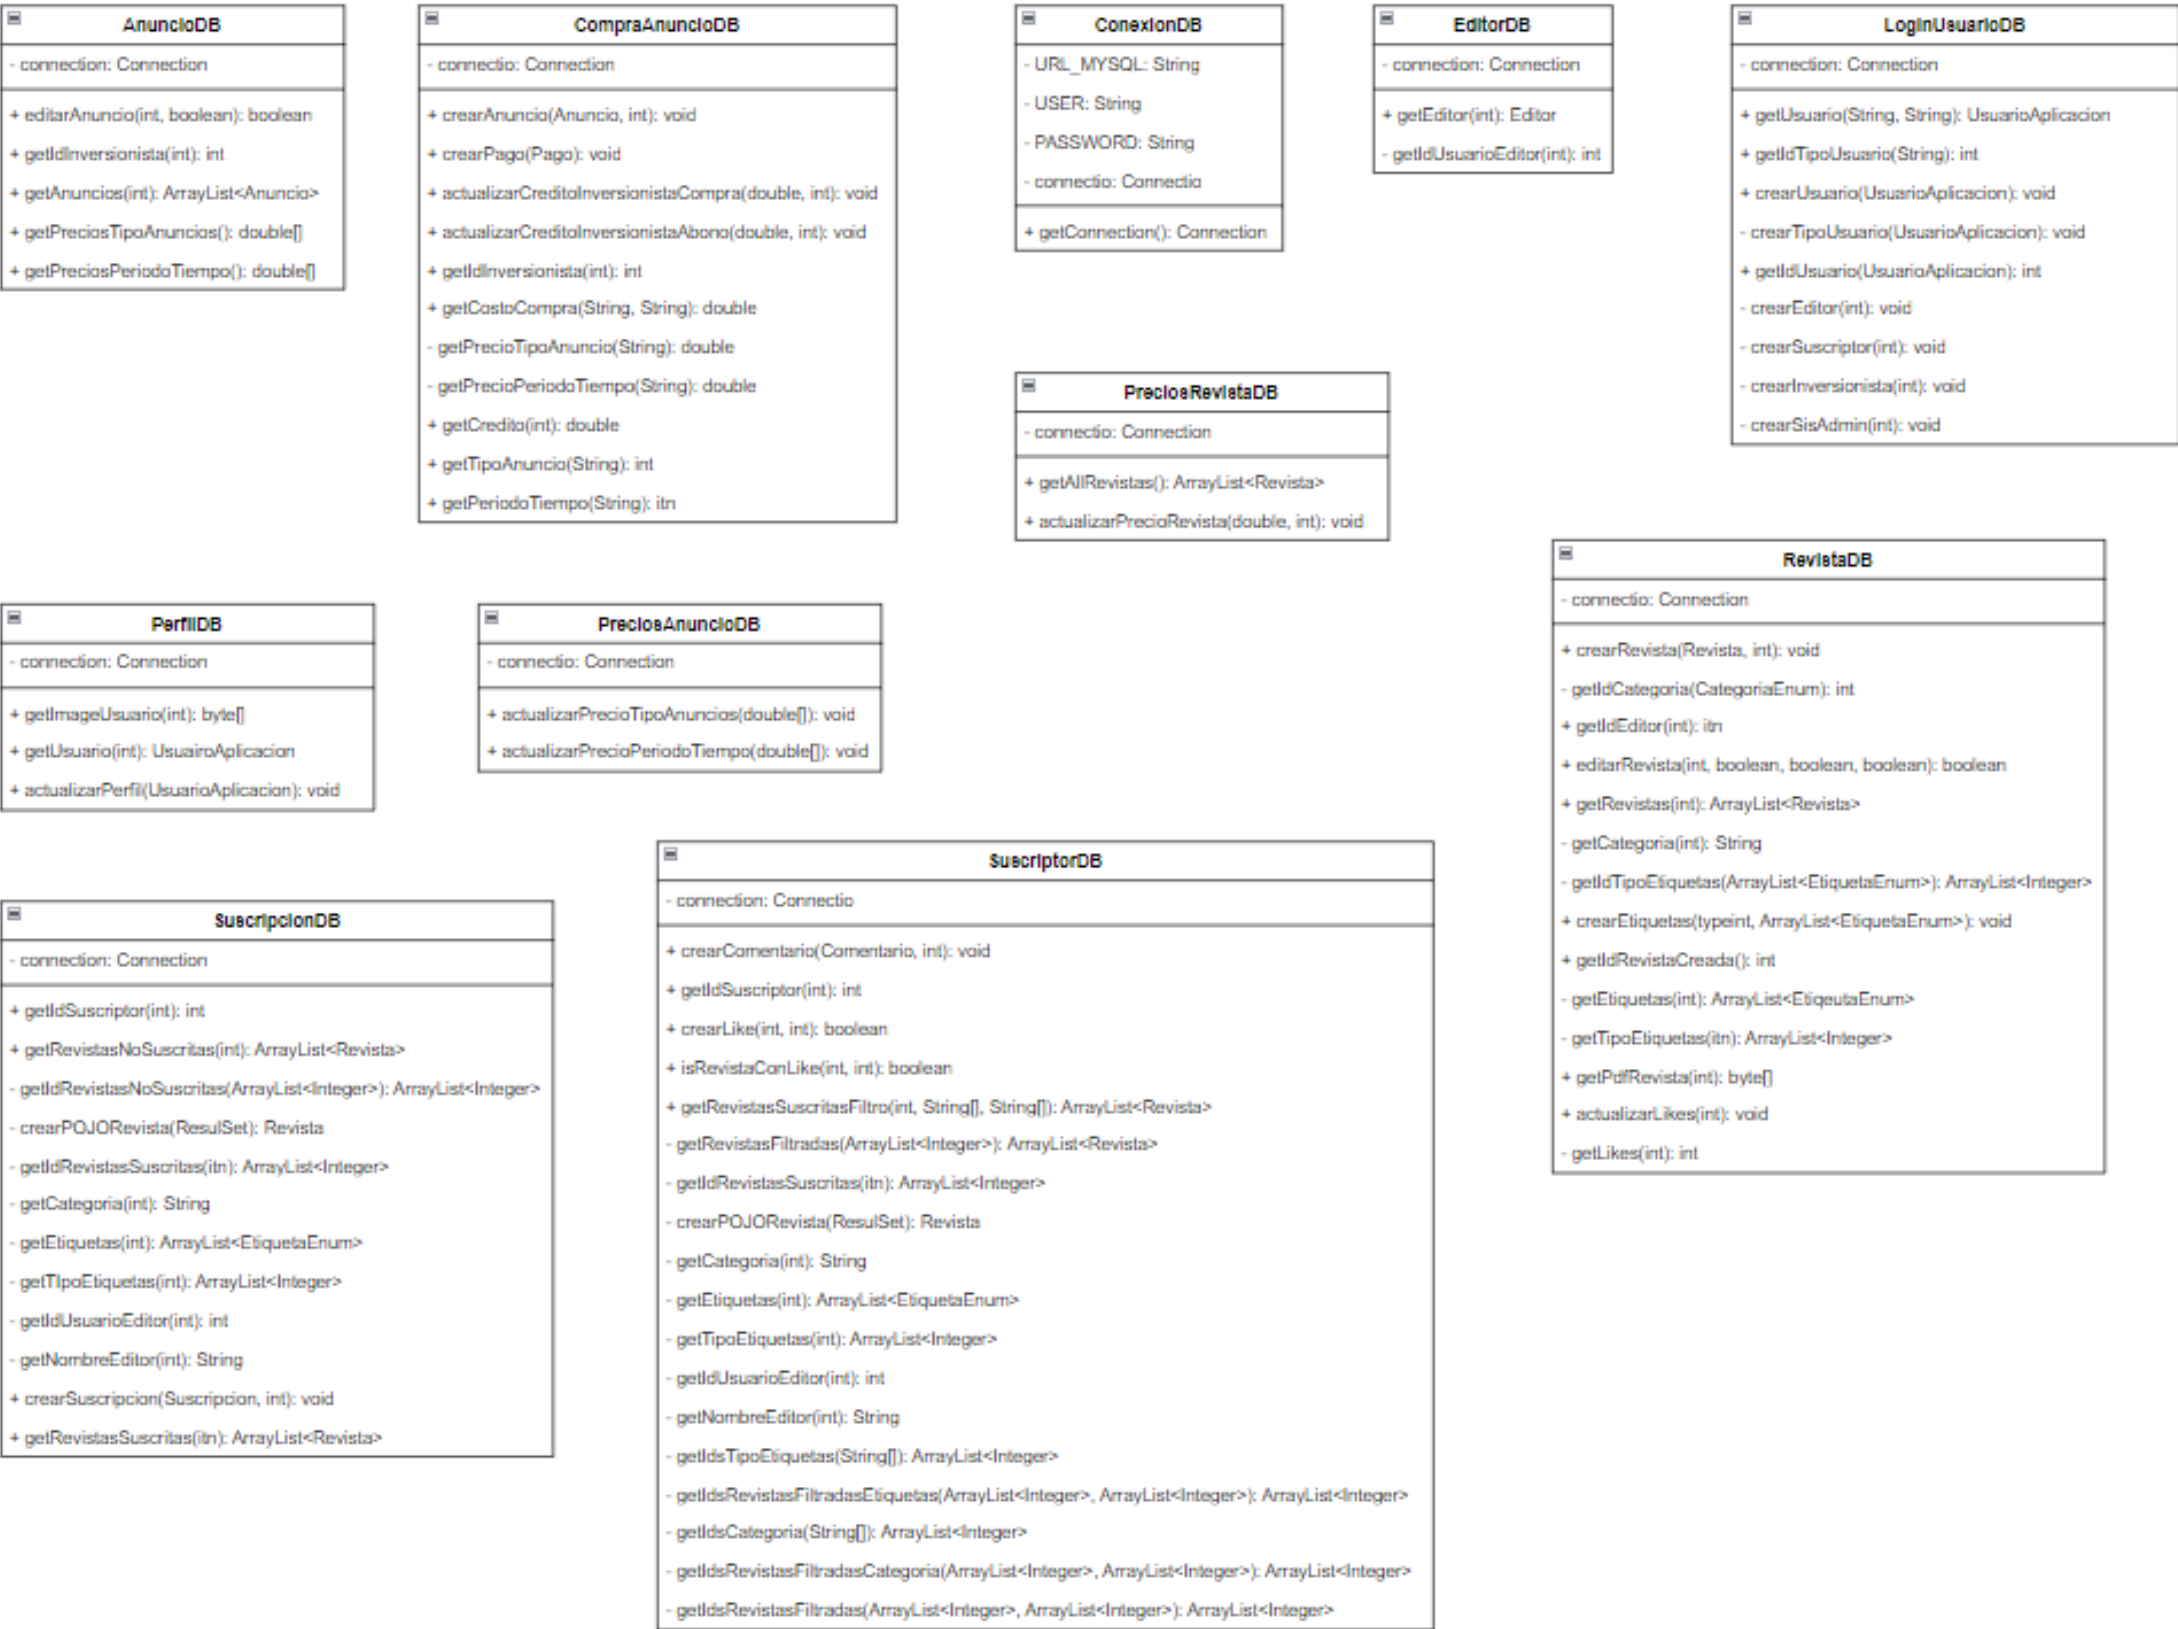 AnuncioDB
- connection: Connection
+ editarAnuncio(int, boolean): boolean
+ getIdInversionista(int): int
+ getAnuncios(int): ArrayList<Anuncio>
+ getPreciosTipoAnuncios(): double[]
+ getPreciosPeriodoTiempo(): double[]
CompraAnuncioDB
- connectio: Connection
+ crearAnuncio(Anuncio, int): void
+ crearPago(Pago): void
+ actualizarCreditoInversionistaCompra(double, int): void
+ actualizarCreditoInversionistaAbono(double, int): void
+ getIdInversionista(int): int
+ getCostoCompra(String, String): double
- getPrecioTipoAnuncio(String): double
- getPrecioPeriodoTiempo(String): double
+ getCredito(int): double
+ getTipoAnuncio(String): int
+ getPeriodoTiempo(String): itn
ConexionDB
- URL_MYSQL: String
- USER: String
- PASSWORD: String
- connectio: Connectio
+ getConnection(): Connection
EditorDB
- connection: Connection
+ getEditor(int): Editor
- getIdUsuarioEditor(int): int
LoginUsuarioDB
- connection: Connection
+ getUsuario(String, String): UsuarioAplicacion
+ getIdTipoUsuario(String): int
+ crearUsuario(UsuarioAplicacion): void
- crearTipoUsuario(UsuarioAplicacion): void
+ getIdUsuario(UsuarioAplicacion): int
- crearEditor(int): void
- crearSuscriptor(int): void
- crearInversionista(int): void
- crearSisAdmin(int): void
PreciosRevistaDB
- connectio: Connection
+ getAllRevistas(): ArrayList<Revista>
+ actualizarPrecioRevista(double, int): void
RevistaDB
- connectio: Connection
+ crearRevista(Revista, int): void
- getIdCategoria(CategoriaEnum): int
+ getIdEditor(int): itn
+ editarRevista(int, boolean, boolean, boolean): boolean
+ getRevistas(int): ArrayList<Revista>
- getCategoria(int): String
- getIdTipoEtiquetas(ArrayList<EtiquetaEnum>): ArrayList<Integer>
+ crearEtiquetas(typeint, ArrayList<EtiquetaEnum>): void
+ getIdRevistaCreada(): int
- getEtiquetas(int): ArrayList<EtiqeutaEnum>
- getTipoEtiquetas(itn): ArrayList<Integer>
+ getPdfRevista(int): byte[]
+ actualizarLikes(int): void
- getLikes(int): int
PerfilDB
- connection: Connection
+ getImageUsuario(int): byte[]
+ getUsuario(int): UsuairoAplicacion
+ actualizarPerfil(UsuarioAplicacion): void
PreciosAnuncioDB
- connectio: Connection
+ actualizarPrecioTipoAnuncios(double[]): void
+ actualizarPrecioPeriodoTiempo(double[]): void
SuscripcionDB
- connection: Connection
+ getIdSuscriptor(int): int
+ getRevistasNoSuscritas(int): ArrayList<Revista>
- getIdRevistasNoSuscritas(ArrayList<Integer>): ArrayList<Integer>
- crearPOJORevista(ResulSet): Revista
- getIdRevistasSuscritas(itn): ArrayList<Integer>
- getCategoria(int): String
- getEtiquetas(int): ArrayList<EtiquetaEnum>
- getTIpoEtiquetas(int): ArrayList<Integer>
- getIdUsuarioEditor(int): int
- getNombreEditor(int): String
+ crearSuscripcion(Suscripcion, int): void
+ getRevistasSuscritas(itn): ArrayList<Revista>
SuscriptorDB
- connection: Connectio
+ crearComentario(Comentario, int): void
+ getIdSuscriptor(int): int
+ crearLike(int, int): boolean
+ isRevistaConLike(int, int): boolean
+ getRevistasSuscritasFiltro(int, String[], String[]): ArrayList<Revista>
- getRevistasFiltradas(ArrayList<Integer>): ArrayList<Revista>
- getIdRevistasSuscritas(itn): ArrayList<Integer>
- crearPOJORevista(ResulSet): Revista
- getCategoria(int): String
- getEtiquetas(int): ArrayList<EtiquetaEnum>
- getTipoEtiquetas(int): ArrayList<Integer>
- getIdUsuarioEditor(int): int
- getNombreEditor(int): String
- getIdsTipoEtiquetas(String[]): ArrayList<Integer>
- getIdsRevistasFiltradasEtiquetas(ArrayList<Integer>, ArrayList<Integer>): ArrayList<Integer>
- getIdsCategoria(String[]): ArrayList<Integer>
- getIdsRevistasFiltradasCategoria(ArrayList<Integer>, ArrayList<Integer>): ArrayList<Integer>
- getIdsRevistasFiltradas(ArrayList<Integer>, ArrayList<Integer>): ArrayList<Integer>